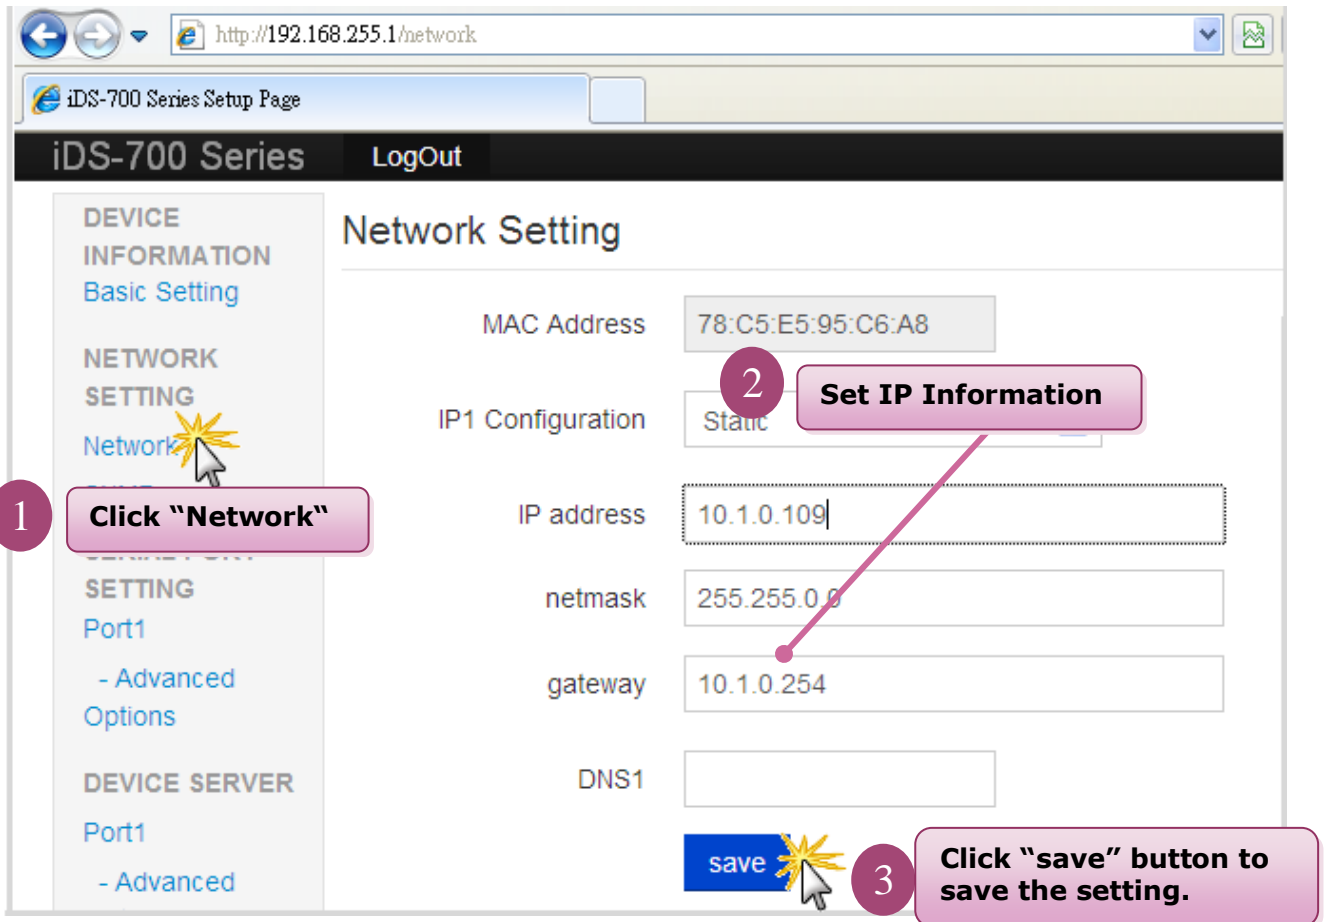 http://192.168.255.1/network
iDS-700 Series Setup Page
iDS-700 Series LogOut
DEVICE
INFORMATION
Basic Setting
NETWORK
SETTING
Network
1 Click “Network“
SETTING
Port1
- Advanced
Options
DEVICE SERVER
Port1
- Advanced
Network Setting
MAC Address 78:C5:E5:95:C6:A8
2 Set IP Information
IP1 Configuration Static
IP address 10.1.0.109
netmask 255.255.0.0
gateway 10.1.0.254
DNS1
save
3 Click “save” button to
save the setting.